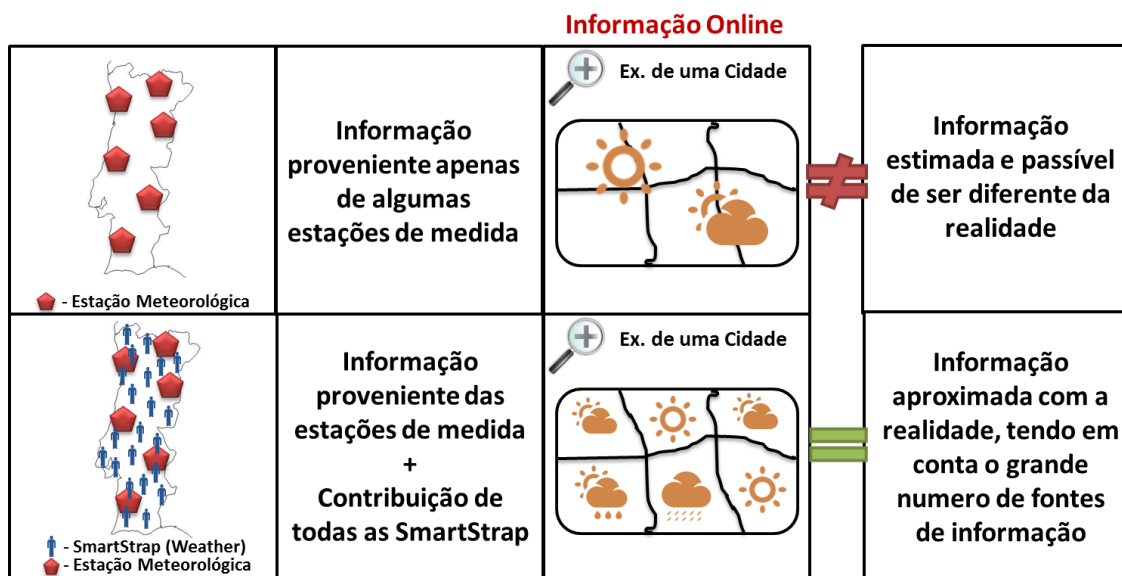 Informação Online
- Estação Meteorológica
Informação
proveniente apenas
de algumas
estações de medida
Ex. de uma Cidade
Informação
estimada e passível
de ser diferente da
realidade
- SmartStrap (Weather)
- Estação Meteorológica
Informação
proveniente das
estações de medida
+
Contribuição de
todas as SmartStrap
Ex. de uma Cidade
Informação
aproximada com a
realidade, tendo em
conta o grande
numero de fontes
de informação